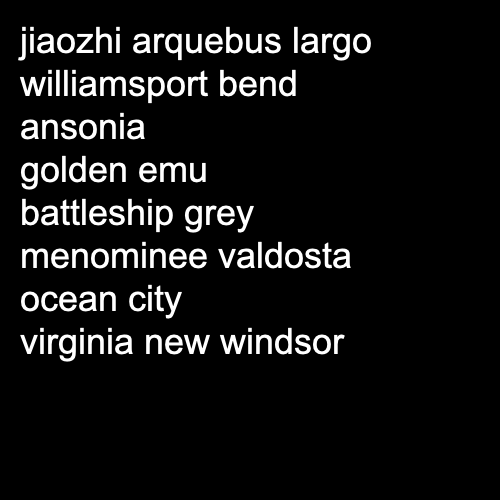 jiaozhi arquebus largo
williamsport bend
ansonia
golden emu
battleship grey
menominee valdosta
ocean city
virginia new windsor